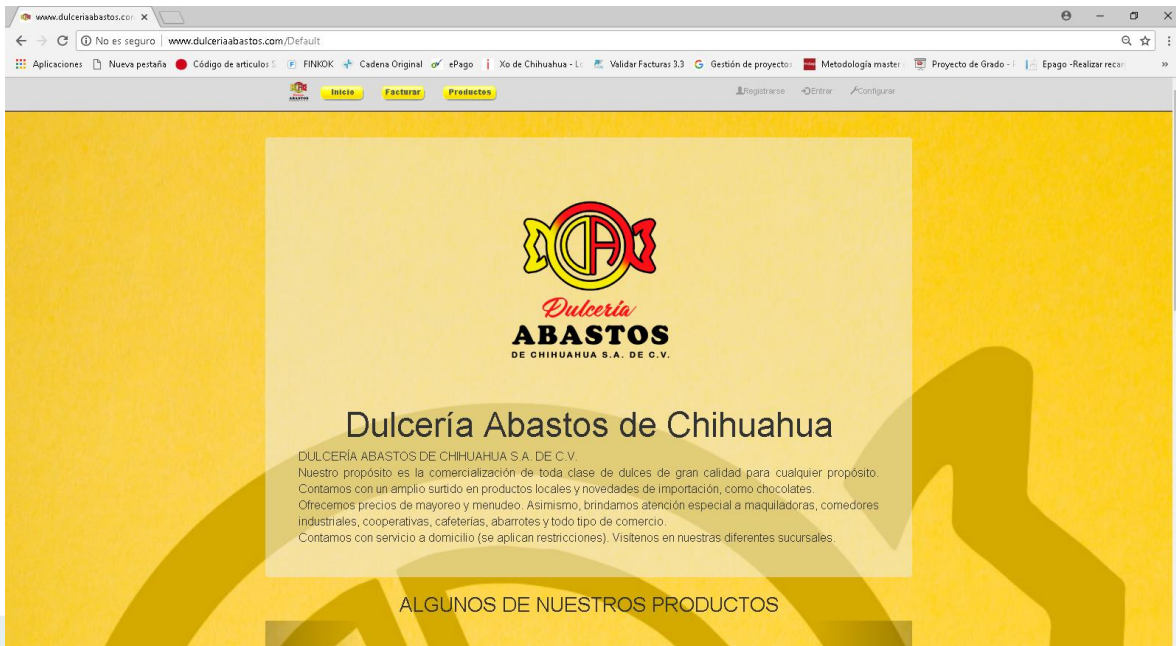 www.dulceriaabastos.com
No es seguro | www.dulceriaabastos.com/Default
Aplicaciones Nueva pestaña Código de articulos S FINKOK Cadena Original ePago Xo de Chihuahua - Lo Validar Facturas 3.3 Gestión de proyectos Metodología master Proyecto de Grado - Epago -Realizar recar »
ABASTOS Inicio Facturar Productos Registrarse Entrar Configurar
DCA
Dulcería
ABASTOS
DE CHIHUAHUA S.A. DE C.V.
Dulcería Abastos de Chihuahua
DULCERÍA ABASTOS DE CHIHUAHUA S.A. DE C.V.
Nuestro propósito es la comercialización de toda clase de dulces de gran calidad para cualquier propósito.
Contamos con un amplio surtido en productos locales y novedades de importación, como chocolates.
Ofrecemos precios de mayoreo y menudeo. Asimismo, brindamos atención especial a maquiladoras, comedores
industriales, cooperativas, cafeterías, abarrotes y todo tipo de comercio.
Contamos con servicio a domicilio (se aplican restricciones). Visítenos en nuestras diferentes sucursales.
ALGUNOS DE NUESTROS PRODUCTOS